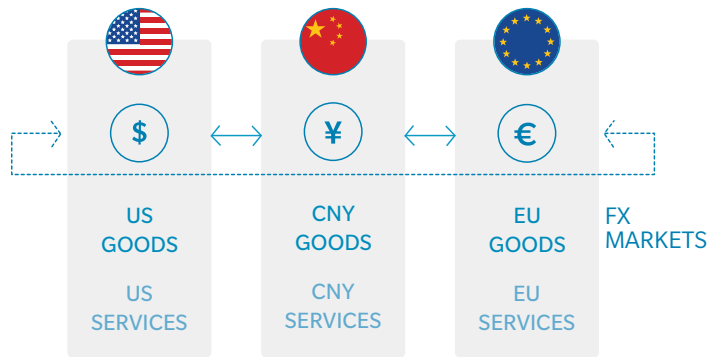 $
¥
€
US
GOODS
US
SERVICES
CNY
GOODS
CNY
SERVICES
EU
GOODS
EU
SERVICES
FX
MARKETS